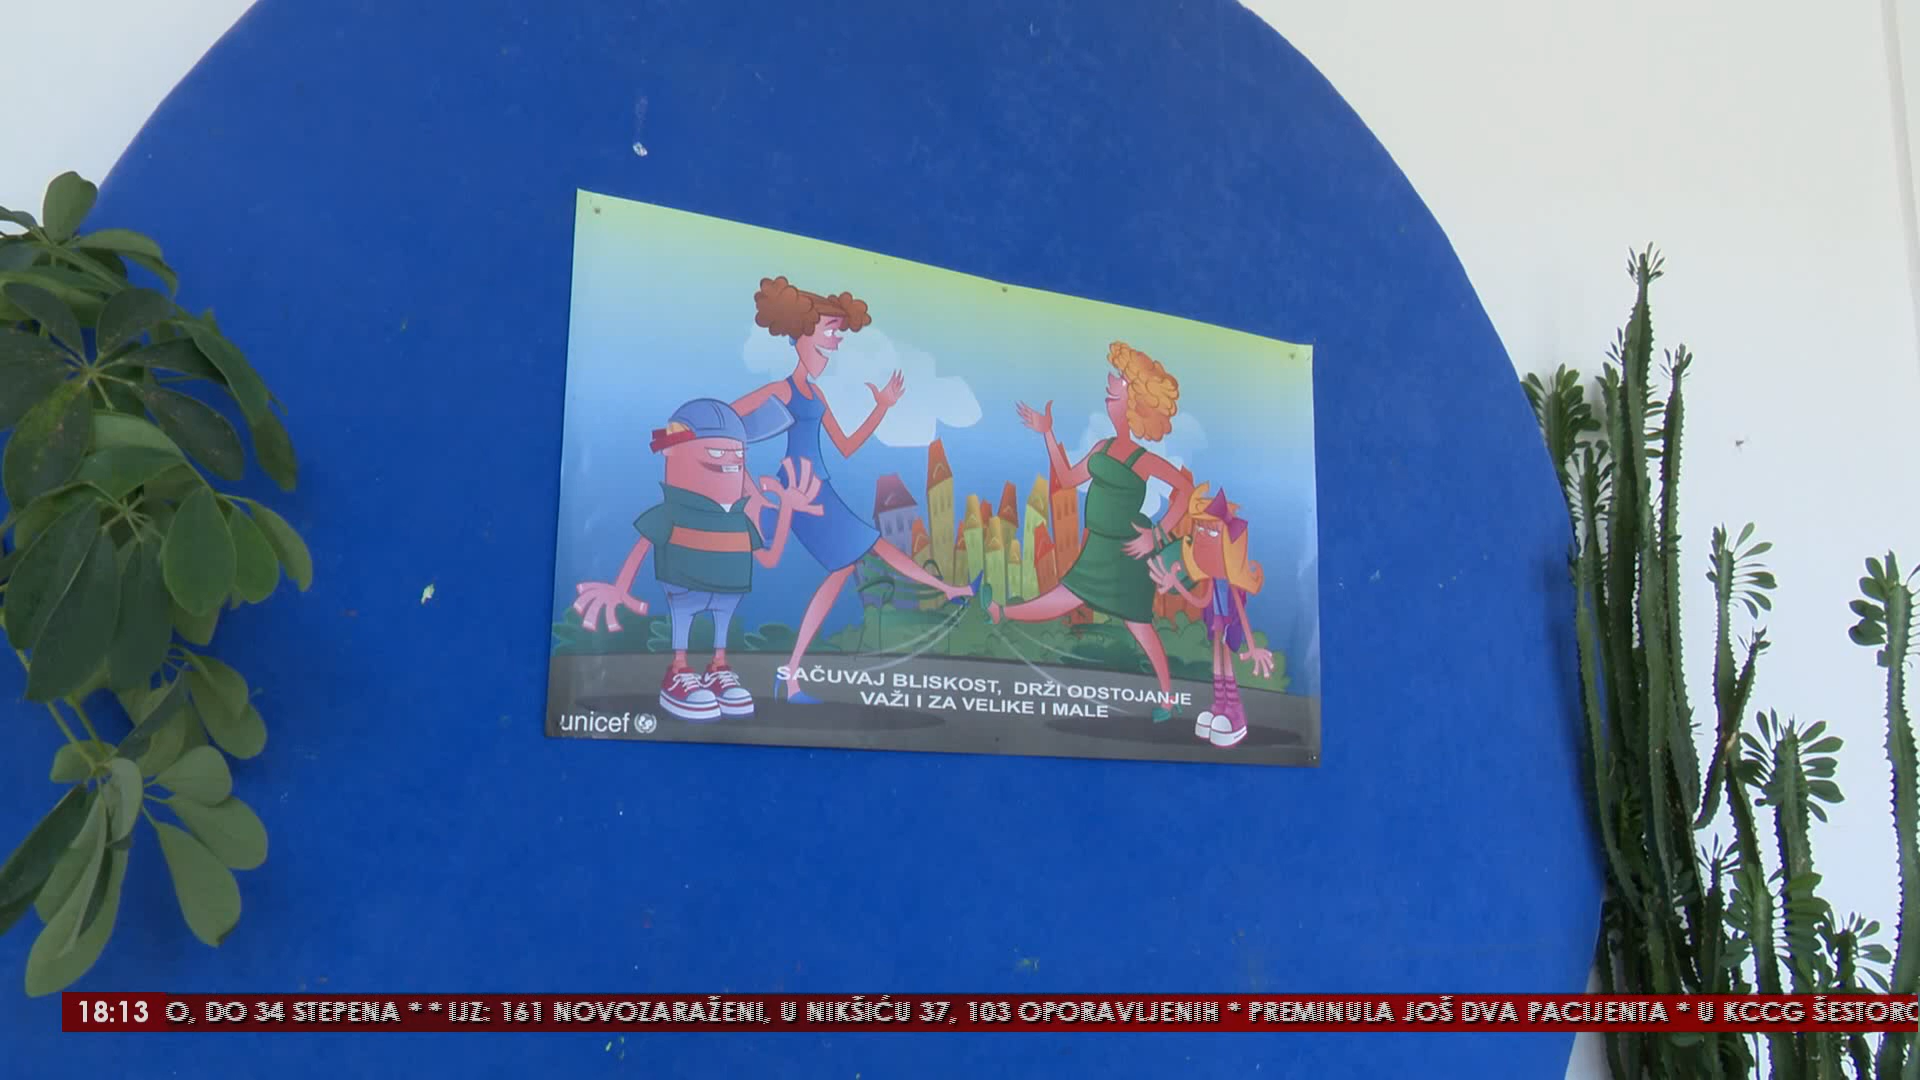 SAČUVAJ BLISKOST, DRŽI ODSTOJANJE
VAŽI I ZA VELIKE I MALE
unicef
18:13 O, DO 34 STEPENA * * IJZ: 161 NOVOZARAŽENI, U NIKŠIĆU 37, 103 OPORAVLJENIH * PREMINULA JOŠ DVA PACIJENTA * U KCCG ŠESTORO